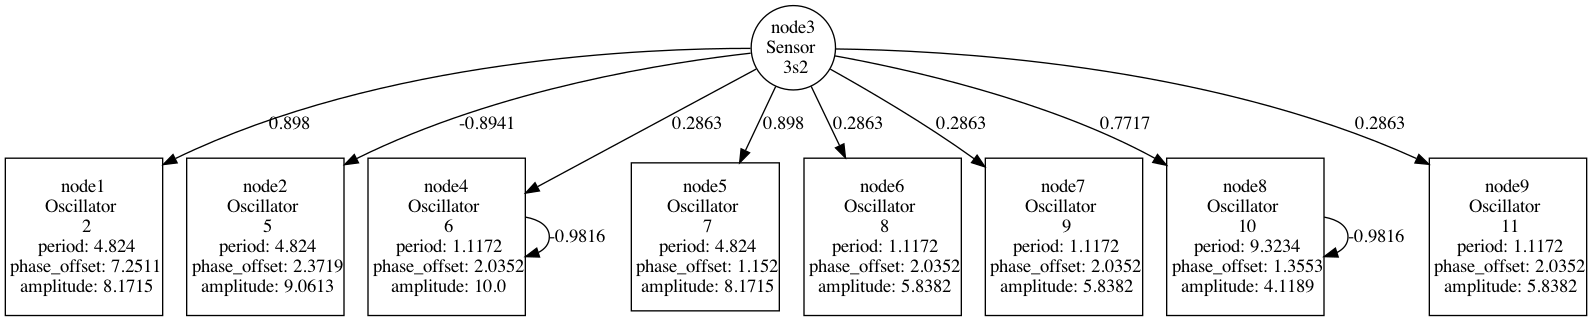 node3
Sensor
3s2
0.898
-0.8941
0.2863
0.898
0.2863
0.2863
0.7717
0.2863
node1
Oscillator
2
period: 4.824
phase_offset: 7.2511
amplitude: 8.1715
node2
Oscillator
5
period: 4.824
phase_offset: 2.3719
amplitude: 9.0613
node4
Oscillator
6
period: 1.1172
phase_offset: 2.0352
amplitude: 10.0
-0.9816
node5
Oscillator
7
period: 4.824
phase_offset: 1.152
amplitude: 8.1715
node6
Oscillator
8
period: 1.1172
phase_offset: 2.0352
amplitude: 5.8382
node7
Oscillator
9
period: 1.1172
phase_offset: 2.0352
amplitude: 5.8382
node8
Oscillator
10
period: 9.3234
phase_offset: 1.3553
amplitude: 4.1189
-0.9816
node9
Oscillator
11
period: 1.1172
phase_offset: 2.0352
amplitude: 5.8382